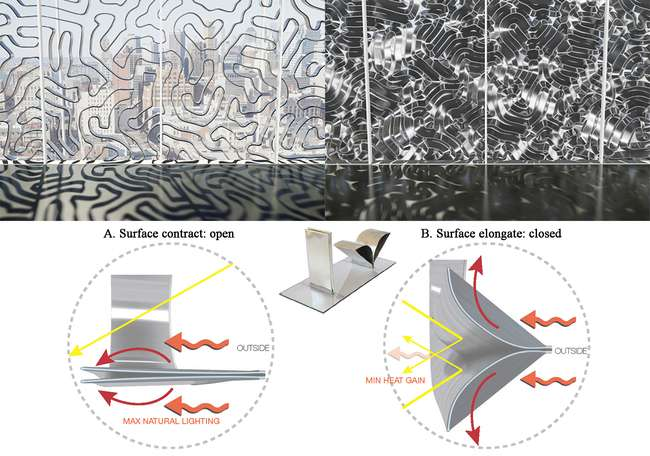 A. Surface contract: open
B. Surface elongate: closed
OUTSIDE
MAX NATURAL LIGHTING
OUTSIDE
MIN HEAT GAIN